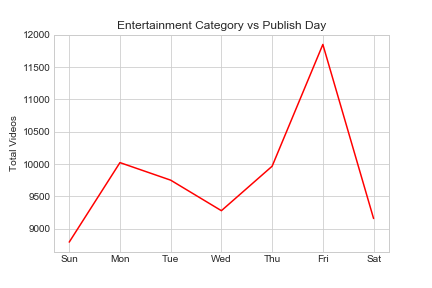 Entertainment Category vs Publish Day
12000
11500
11000
10500
10000
9500
9000
Total Videos
Sun Mon Tue Wed Thu Fri Sat